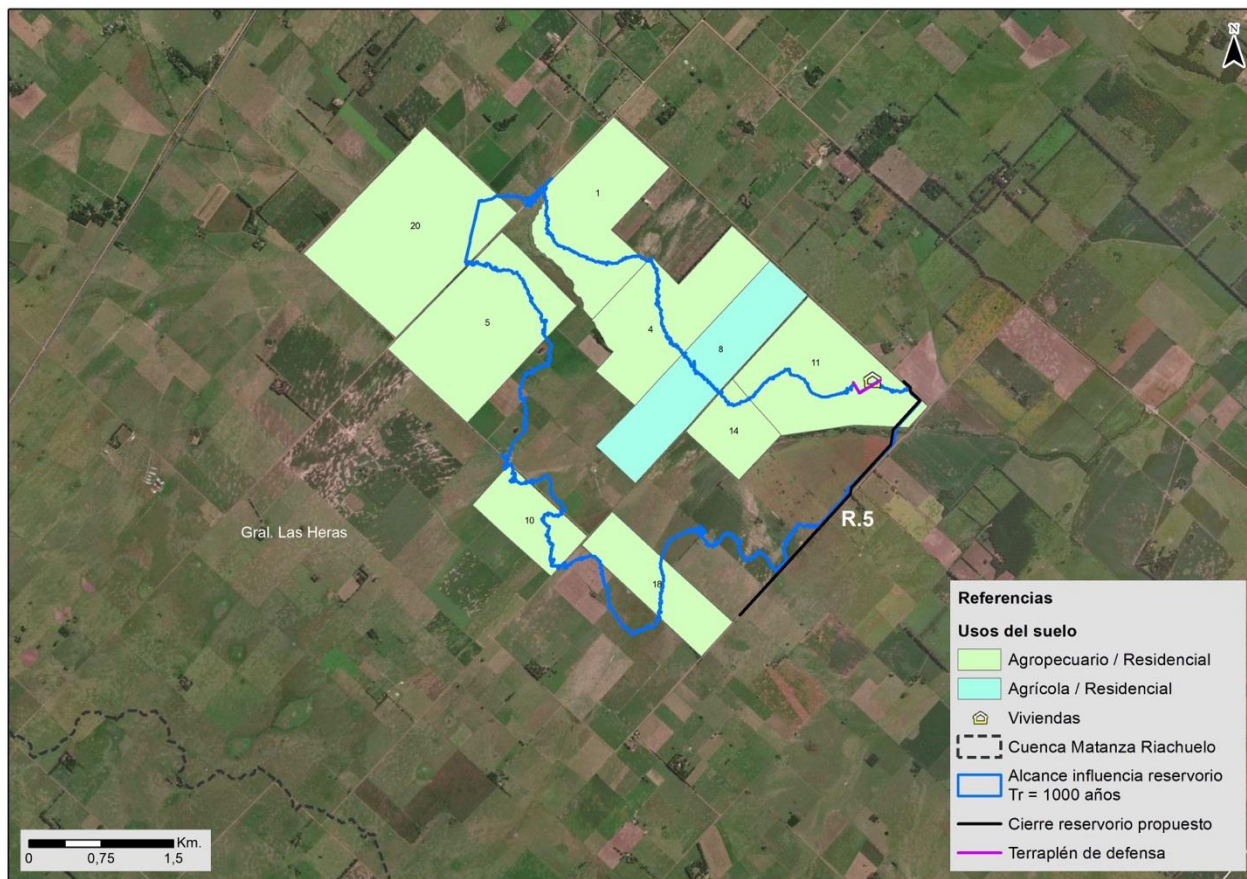 N
1
20
5
4
8
11
14
10
18
R.5
Gral. Las Heras
Referencias
Usos del suelo
Agropecuario / Residencial
Agrícola / Residencial
Viviendas
Cuenca Matanza Riachuelo
Alcance influencia reservorio
Tr = 1000 años
Cierre reservorio propuesto
Terraplén de defensa
Km.
0 0,75 1,5